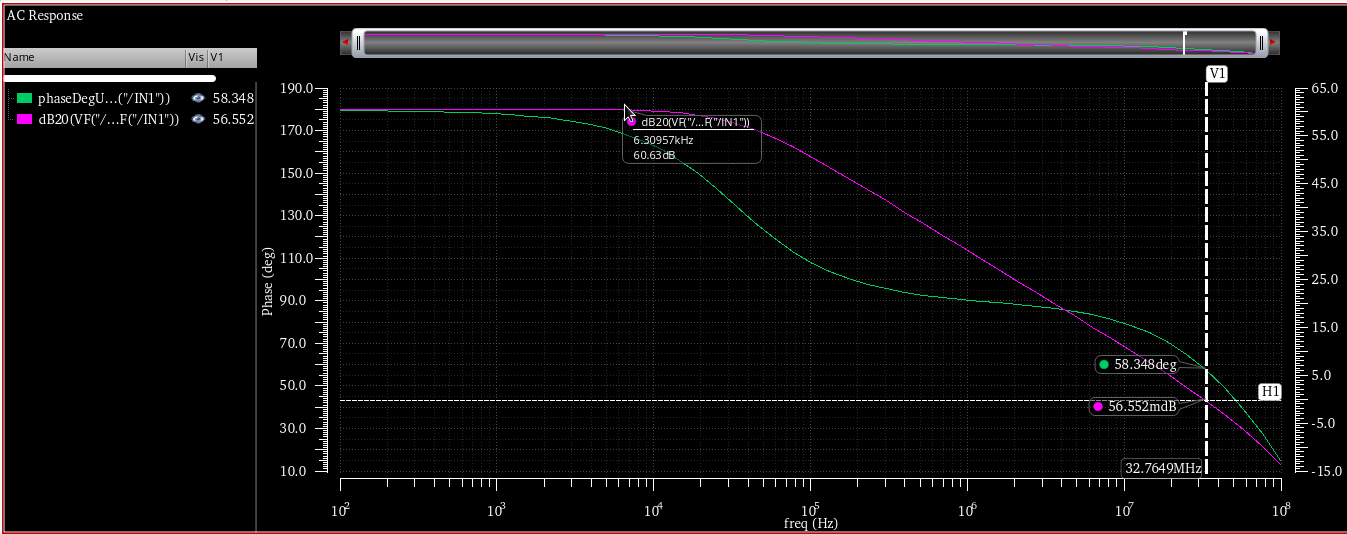 AC Response
Name Vis V1
phaseDegU...("/IN1")) 58.348
dB20(VF("/...F("/IN1")) 56.552
V1
190.0
170.0
150.0
130.0
110.0
90.0
70.0
50.0
30.0
10.0
Phase (deg)
dB20(VF("/...F("/IN1"))
6.30957kHz
60.63dB
58.348deg
56.552mdB
32.7649MHz
H1
65.0
55.0
45.0
35.0
25.0
15.0
5.0
-5.0
-15.0
10² 10³ 10⁴ 10⁵ 10⁶ 10⁷ 10⁸
freq (Hz)